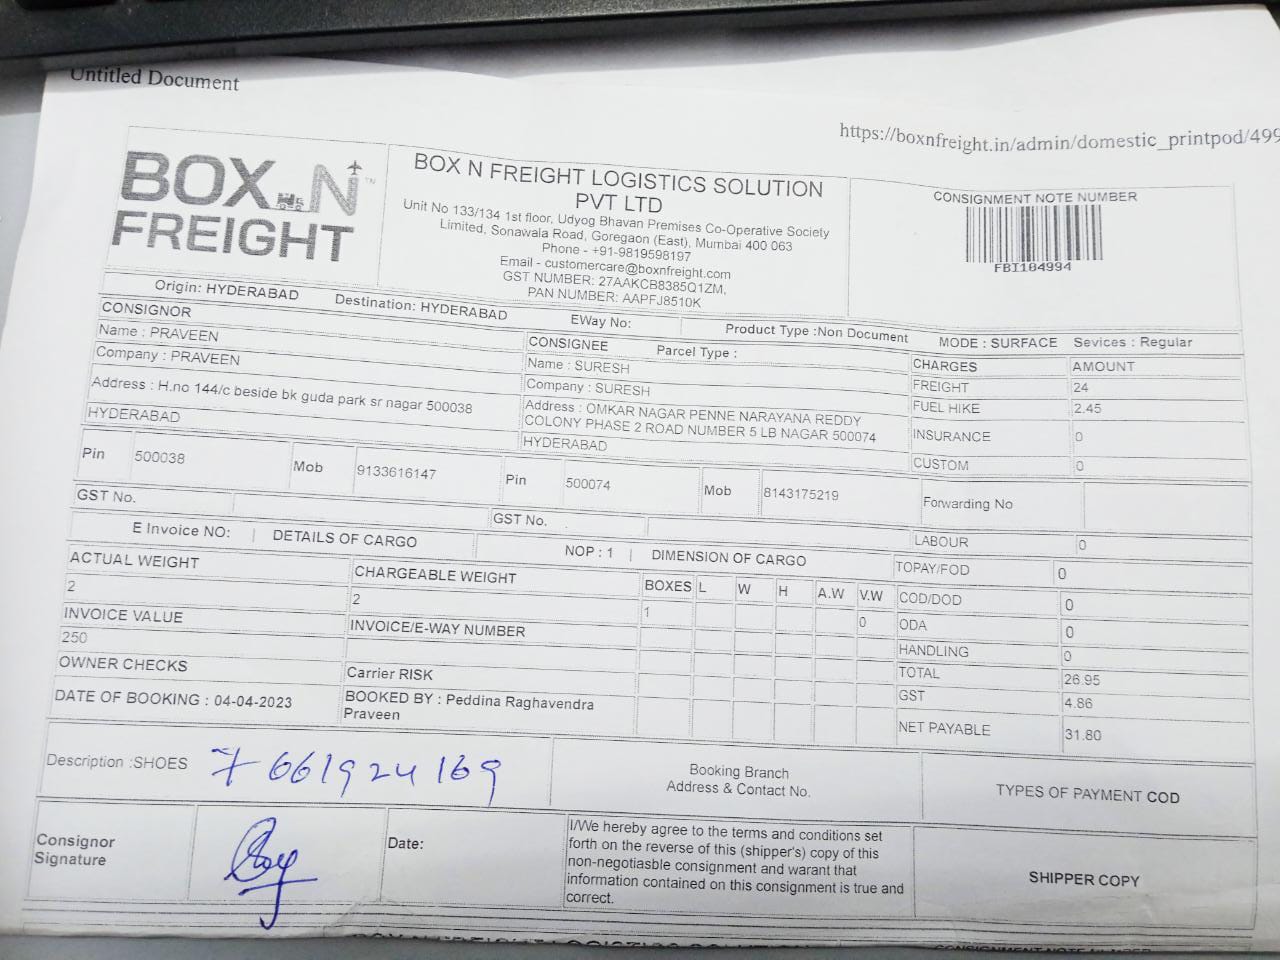 Untitled Document
https://boxnfreight.in/admin/domestic_printpod/499
BOX N FREIGHT
BOX N FREIGHT LOGISTICS SOLUTION
PVT LTD
Unit No 133/134 1st floor, Udyog Bhavan Premises Co-Operative Society
Limited, Sonawala Road, Goregaon (East), Mumbai 400 063
Phone - +91-9819598197
Email - customercare@boxnfreight.com
GST NUMBER: 27AAKCB8385Q1ZM,
PAN NUMBER: AAPFJ8510K
CONSIGNMENT NOTE NUMBER
FBI104994
Origin: HYDERABAD Destination: HYDERABAD EWay No: Product Type :Non Document MODE : SURFACE Sevices : Regular
CONSIGNOR
Name : PRAVEEN
Company : PRAVEEN
Address : H.no 144/c beside bk guda park sr nagar 500038
HYDERABAD
CONSIGNEE Parcel Type :
Name : SURESH
Company : SURESH
Address : OMKAR NAGAR PENNE NARAYANA REDDY
COLONY PHASE 2 ROAD NUMBER 5 LB NAGAR 500074
HYDERABAD
CHARGES AMOUNT
FREIGHT 24
FUEL HIKE 2.45
INSURANCE 0
CUSTOM 0
Pin 500038 Mob 9133616147 Pin 500074 Mob 8143175219 Forwarding No
GST No. GST No.
LABOUR 0
E Invoice NO: | DETAILS OF CARGO NOP : 1 | DIMENSION OF CARGO
TOPAY/FOD 0
ACTUAL WEIGHT CHARGEABLE WEIGHT BOXES L W H A.W V.W COD/DOD 0
2 2 1 0 ODA 0
INVOICE VALUE INVOICE/E-WAY NUMBER
250
HANDLING 0
OWNER CHECKS Carrier RISK TOTAL 26.95
DATE OF BOOKING : 04-04-2023 BOOKED BY : Peddina Raghavendra
Praveen
GST 4.86
NET PAYABLE 31.80
Description :SHOES 7661924169
Booking Branch
Address & Contact No.
TYPES OF PAYMENT COD
Consignor
Signature
Date:
I/We hereby agree to the terms and conditions set
forth on the reverse of this (shipper's) copy of this
non-negotiasble consignment and warant that
information contained on this consignment is true and
correct.
SHIPPER COPY